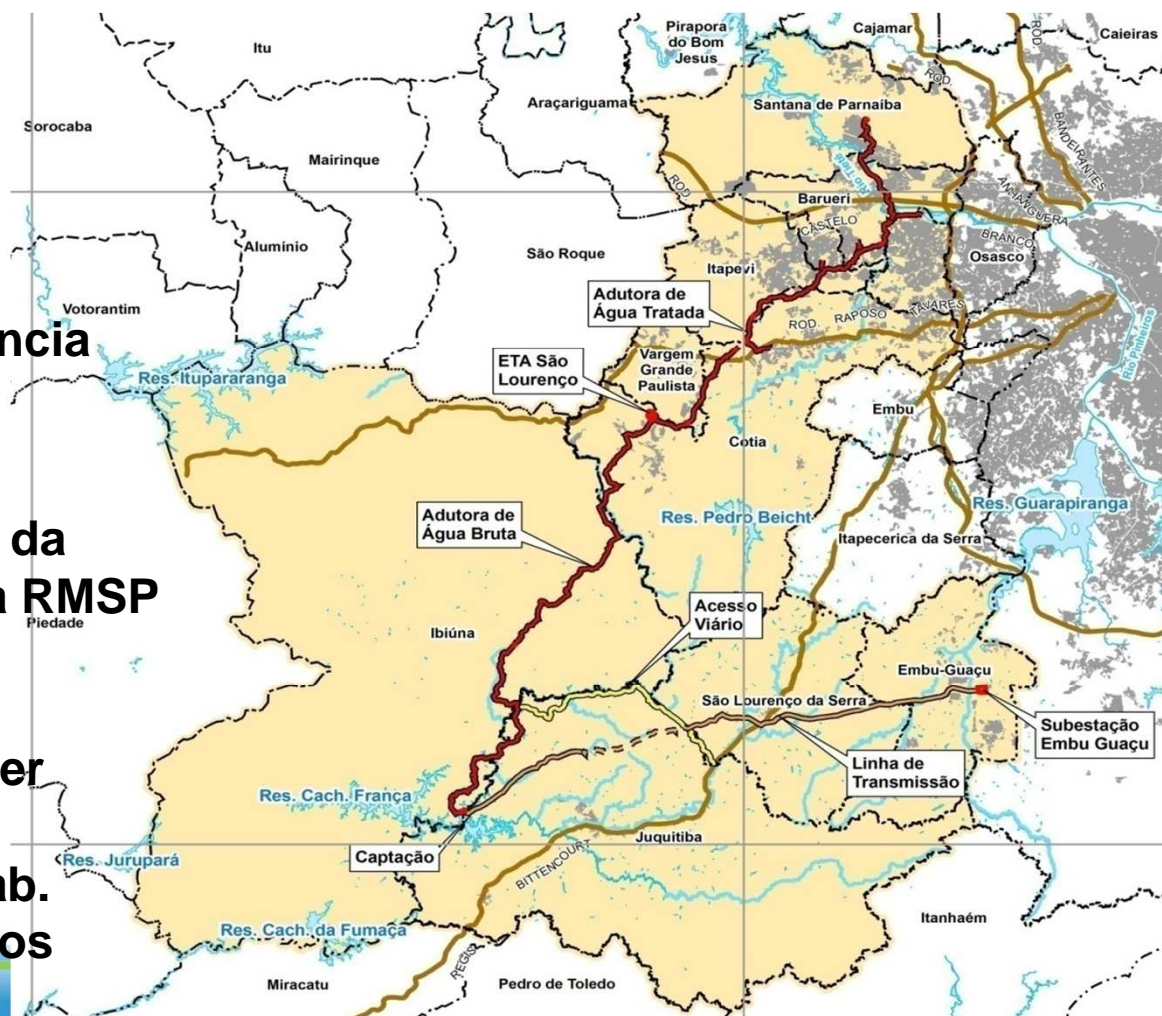 Pirapora
do Bom
Jesus
Cajamar
Caieiras
Itu
ROD.
ROD.
Araçariguama
Santana de Parnaíba
Sorocaba
BANDEIRANTES
Mairinque
Rio Tietê
ROD.
ANHANGUERA
Barueri
CASTELO
BRANCO
Alumínio
São Roque
Osasco
Itapevi
Votorantim
Adutora de
Água Tratada
ROD. RAPOSO TAVARES
Rio Pinheiros
ncia
ETA São
Lourenço
Vargem
Grande
Paulista
Res. Itupararanga
Embu
Cotia
Res. Guarapiranga
Adutora de
Água Bruta
Res. Pedro Beicht
da
Itapecerica da Serra
a RMSP
Piedade
Acesso
Viário
Ibiúna
Embu-Guaçu
São Lourenço da Serra
Subestação
Embu Guaçu
Linha de
Transmissão
er
Res. Cach. França
Juquitiba
Captação
Res. Jurupará
BITTENCOURT
ab.
Itanhaém
Res. Cach. da Fumaça
os
REGIS
Miracatu
Pedro de Toledo